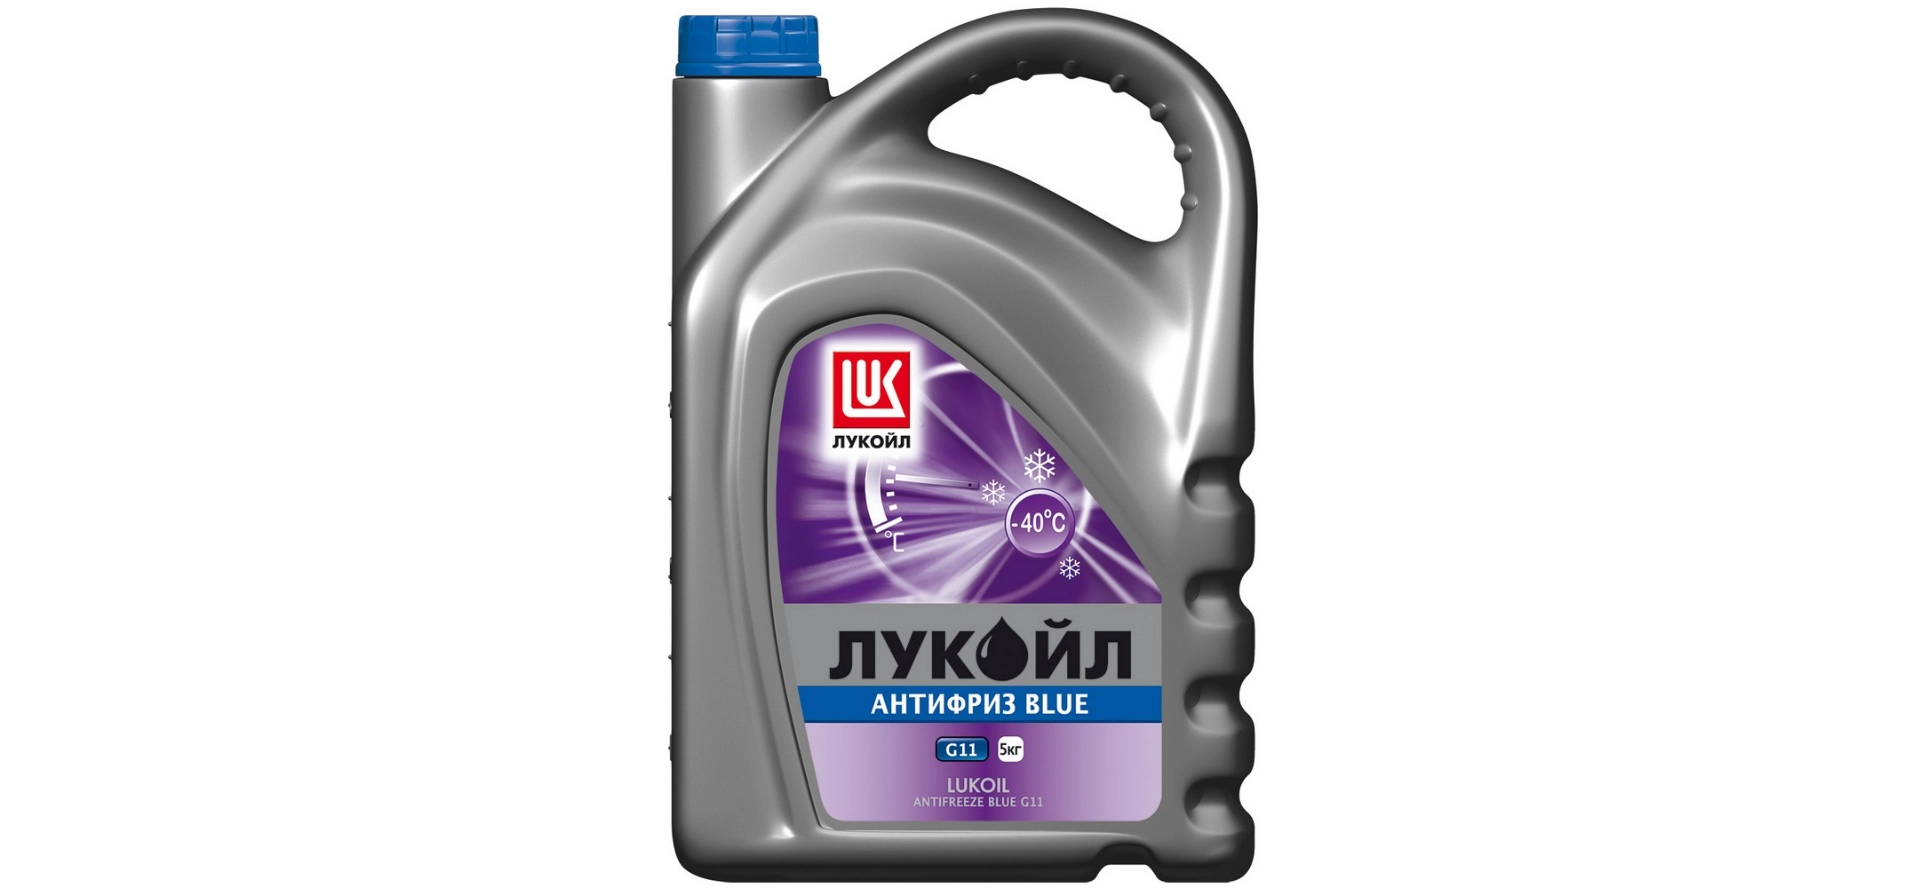 LUK
ЛУКОЙЛ
°C
-40°C
ЛУКОЙЛ
АНТИФРИЗ BLUE
G11 5кг
LUKOIL
ANTIFREEZE BLUE G11